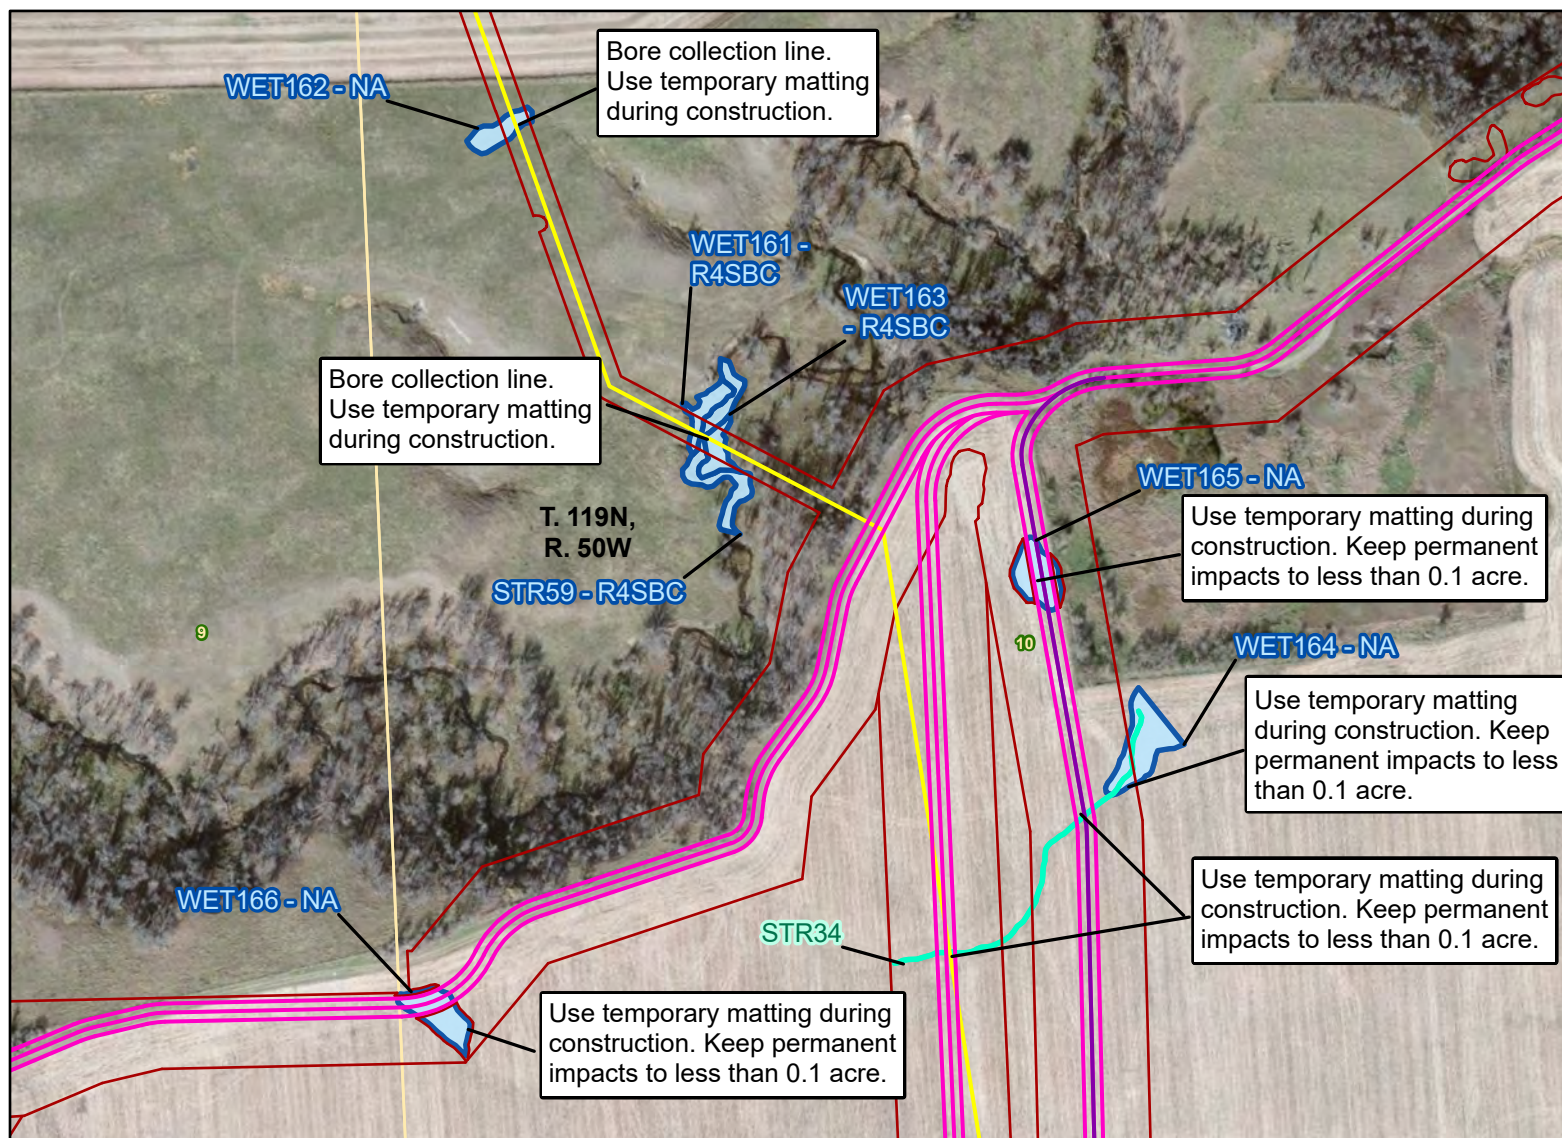 WET162 - NA
Bore collection line.
Use temporary matting
during construction.
WET161 -
R4SBC
WET163
- R4SBC
Bore collection line.
Use temporary matting
during construction.
WET165 - NA
Use temporary matting during
construction. Keep permanent
impacts to less than 0.1 acre.
T. 119N,
R. 50W
STR59 - R4SBC
9
10
WET164 - NA
Use temporary matting
during construction. Keep
permanent impacts to less
than 0.1 acre.
Use temporary matting during
construction. Keep permanent
impacts to less than 0.1 acre.
WET166 - NA
STR34
Use temporary matting during
construction. Keep permanent
impacts to less than 0.1 acre.